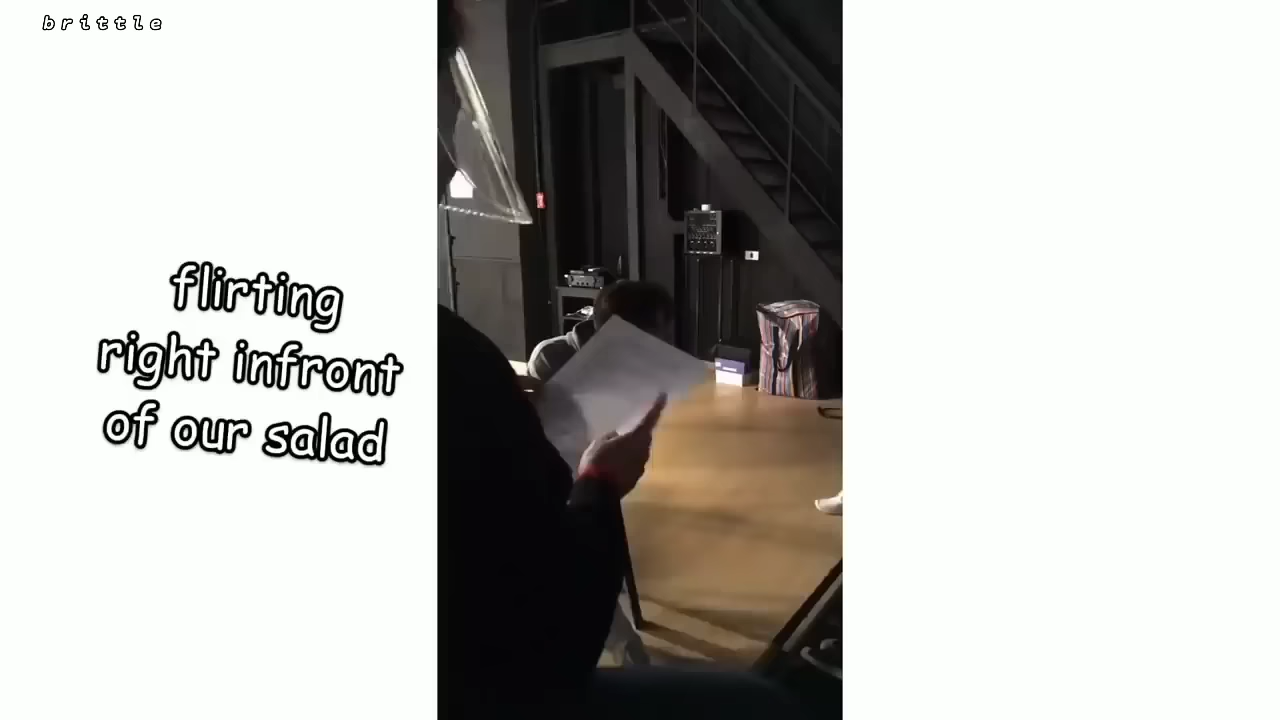 brittle
flirting
right infront
of our salad